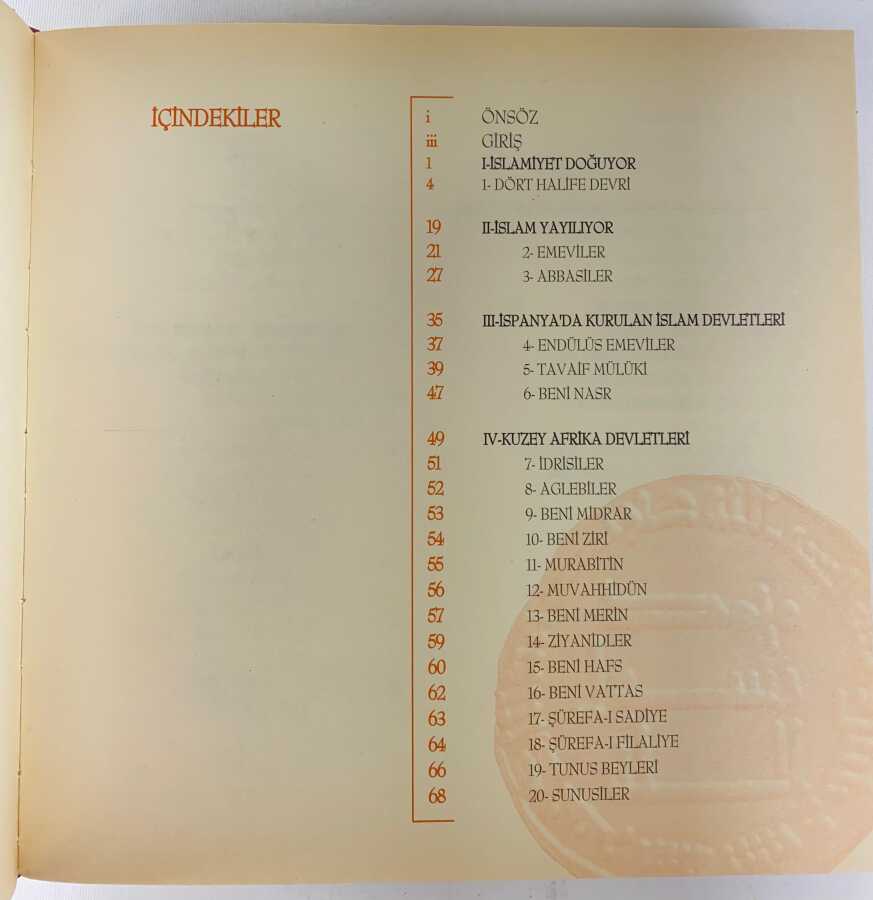 İÇİNDEKİLER
i ÖNSÖZ
iii GİRİŞ
1 I-İSLAMİYET DOĞUYOR
4 1- DÖRT HALİFE DEVRİ
19 II-İSLAM YAYILIYOR
21 2- EMEVİLER
27 3- ABBASİLER
35 III-İSPANYA'DA KURULAN İSLAM DEVLETLERİ
37 4- ENDÜLÜS EMEVİLER
39 5- TAVAİF MÜLÜKİ
47 6- BENİ NASR
49 IV-KUZEY AFRİKA DEVLETLERİ
51 7- İDRİSİLER
52 8- AGLEBİLER
53 9- BENİ MİDRAR
54 10- BENİ ZİRİ
55 11- MURABİTİN
56 12- MUVAHHİDÜN
57 13- BENİ MERİN
59 14- ZİYANİDLER
60 15- BENİ HAFS
62 16- BENİ VATTAS
63 17- ŞÜREFA-I SADİYE
64 18- ŞÜREFA-I FİLALİYE
66 19- TUNUS BEYLERİ
68 20- SUNUSİLER